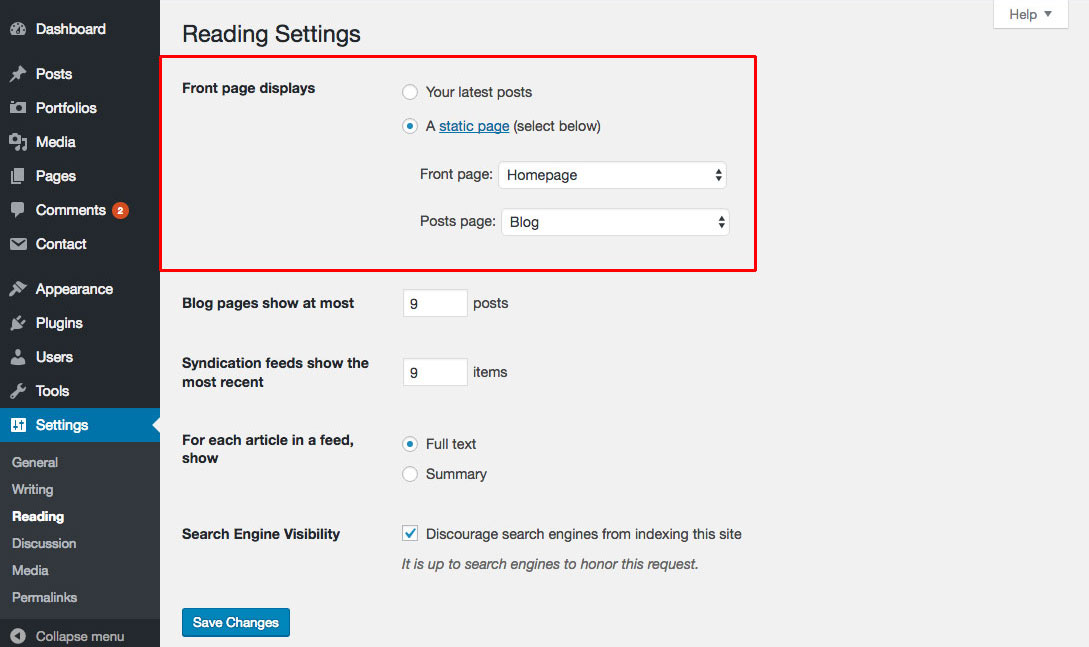 Dashboard
Posts
Portfolios
Media
Pages
Comments 2
Contact
Appearance
Plugins
Users
Tools
Settings
General
Writing
Reading
Discussion
Media
Permalinks
Collapse menu
Help
Reading Settings
Front page displays
Your latest posts
A static page (select below)
Front page: Homepage
Posts page: Blog
Blog pages show at most 9 posts
Syndication feeds show the
most recent
9 items
For each article in a feed,
show
Full text
Summary
Search Engine Visibility
Discourage search engines from indexing this site
It is up to search engines to honor this request.
Save Changes